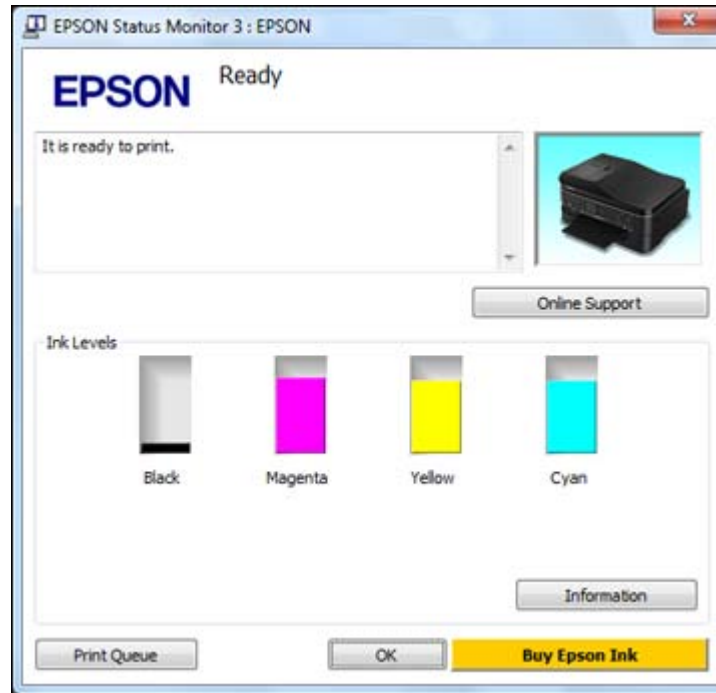 EPSON Status Monitor 3 : EPSON
EPSON
Ready
It is ready to print.
Online Support
Ink Levels
Black Magenta Yellow Cyan
Information
Print Queue OK Buy Epson Ink